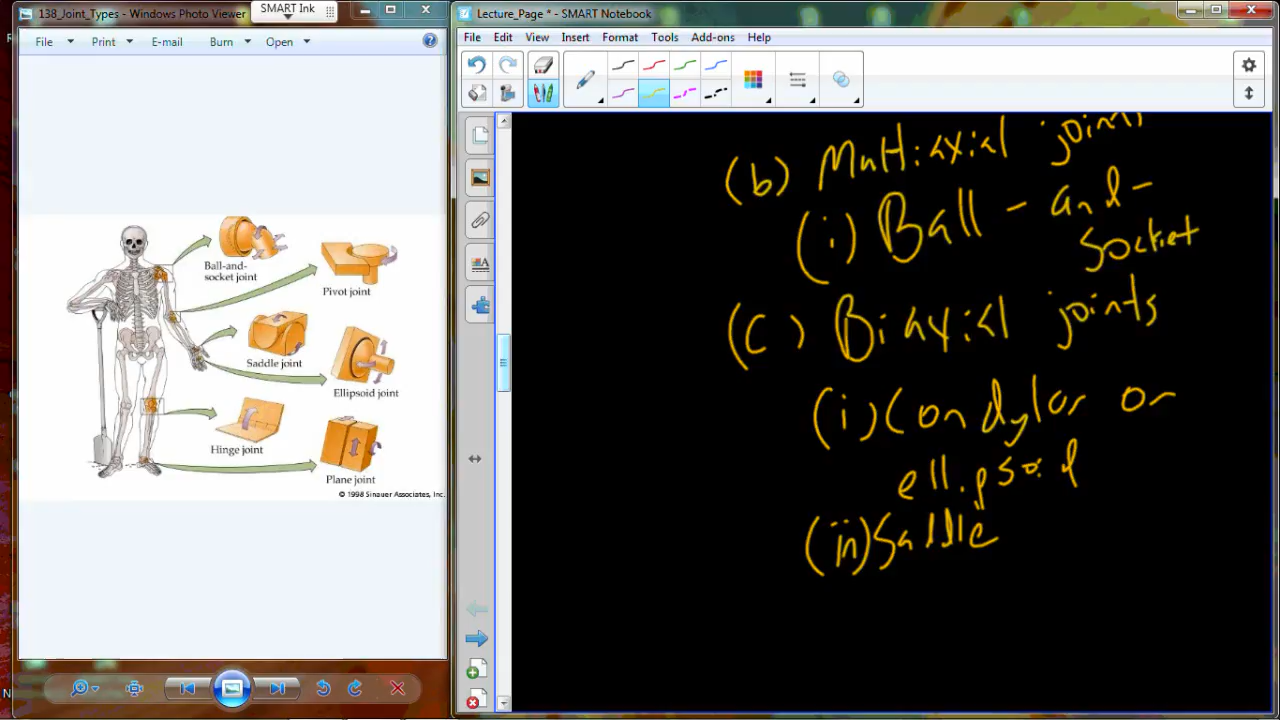 138_Joint_Types - Windows Photo Viewer
SMART Ink
File Print E-mail Burn Open
Ball-and-
socket joint
Pivot joint
Saddle joint
Ellipsoid joint
Hinge joint
Plane joint
© 1998 Sinauer Associates, Inc.
Lecture_Page * - SMART Notebook
File Edit View Insert Format Tools Add-ons Help
(b) Multiaxial joints
(i) Ball - and -
socket
(c) Biaxial joints
(i) Condylar or
ellipsoid
(ii) Saddle